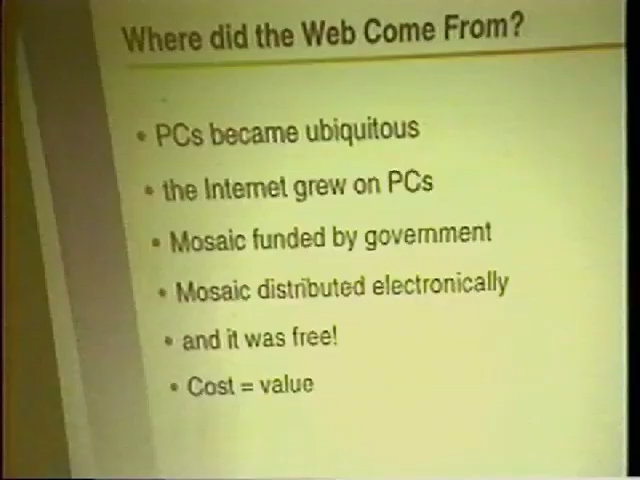 Where did the Web Come From?
• PCs became ubiquitous
• the Internet grew on PCs
• Mosaic funded by government
• Mosaic distributed electronically
• and it was free!
• Cost = value